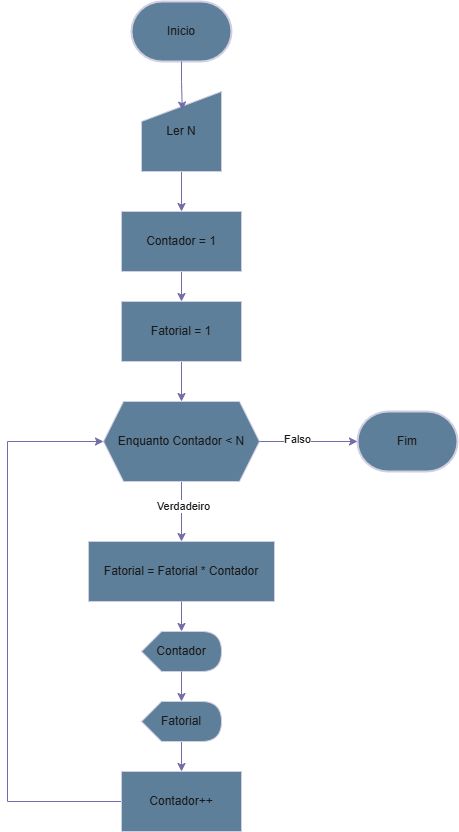 Inicio
Ler N
Contador = 1
Fatorial = 1
Enquanto Contador < N
Falso
Fim
Verdadeiro
Fatorial = Fatorial * Contador
Contador
Fatorial
Contador++